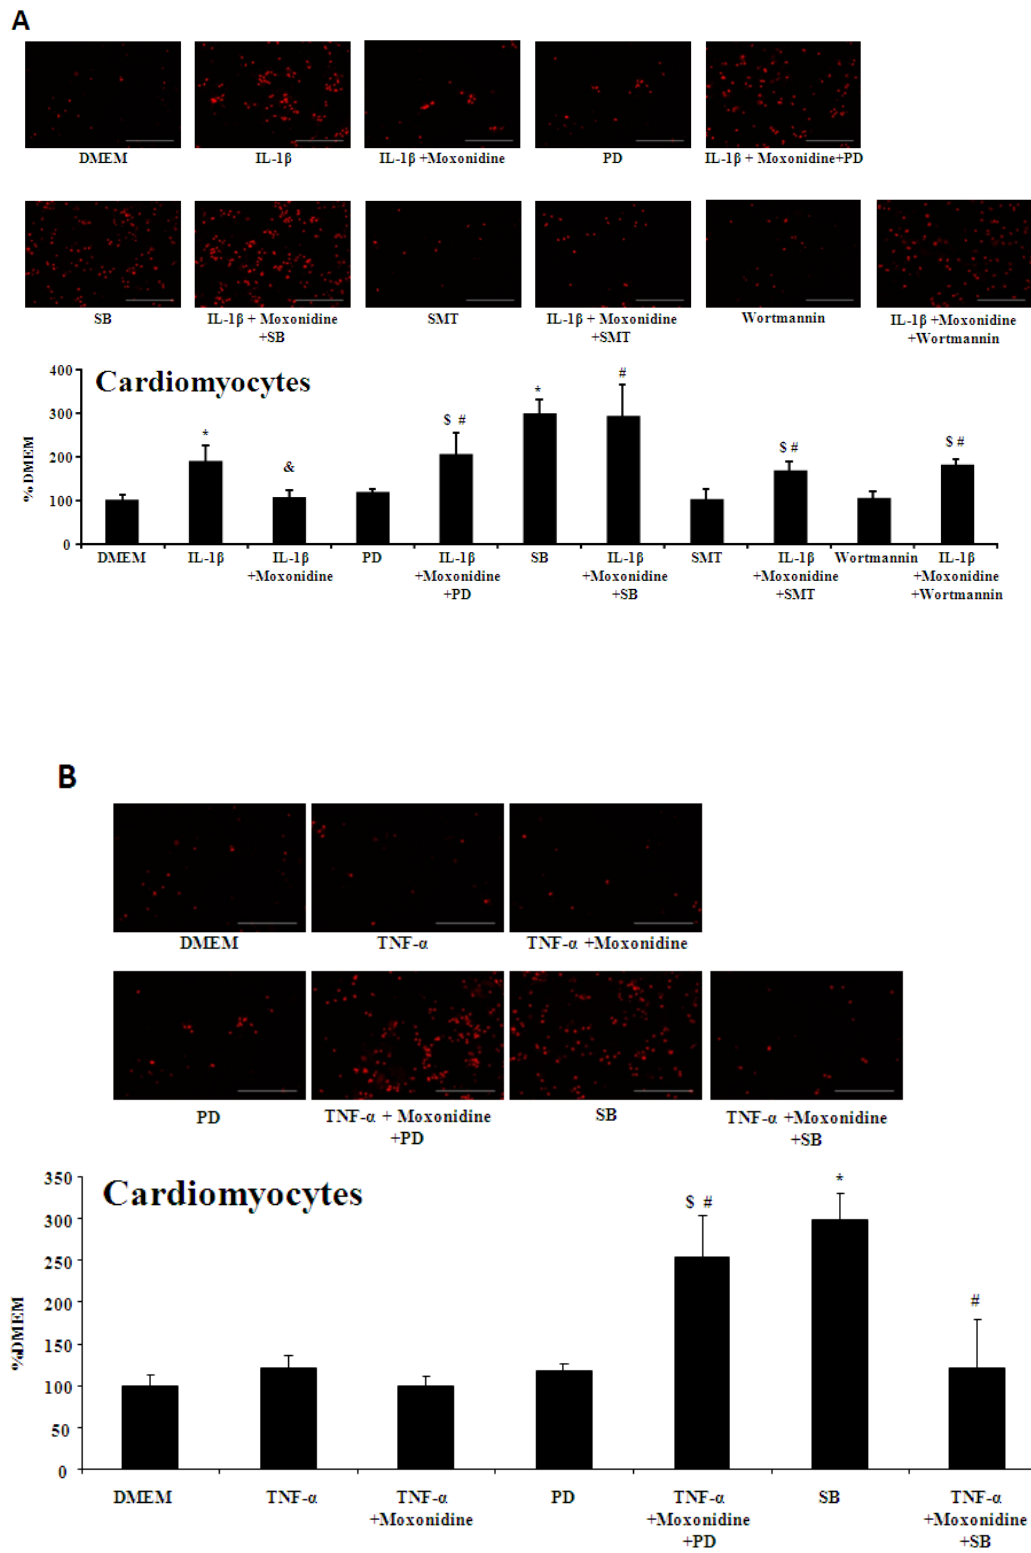 A
DMEM
IL-1β
IL-1β +Moxonidine
PD
IL-1β + Moxonidine+PD
SB
IL-1β + Moxonidine
+SB
SMT
IL-1β + Moxonidine
+SMT
Wortmannin
IL-1β +Moxonidine
+Wortmannin
Cardiomyocytes
% DMEM
400
300
200
100
0
*
&
$ #
*
#
$ #
$ #
DMEM
IL-1β
IL-1β
+Moxonidine
PD
IL-1β
+Moxonidine
+PD
SB
IL-1β
+Moxonidine
+SB
SMT
IL-1β
+Moxonidine
+SMT
Wortmannin
IL-1β
+Moxonidine
+Wortmannin
B
DMEM
TNF-α
TNF-α +Moxonidine
PD
TNF-α + Moxonidine
+PD
SB
TNF-α +Moxonidine
+SB
Cardiomyocytes
%DMEM
350
300
250
200
150
100
50
0
$ #
*
#
DMEM
TNF-α
TNF-α
+Moxonidine
PD
TNF-α
+Moxonidine
+PD
SB
TNF-α
+Moxonidine
+SB